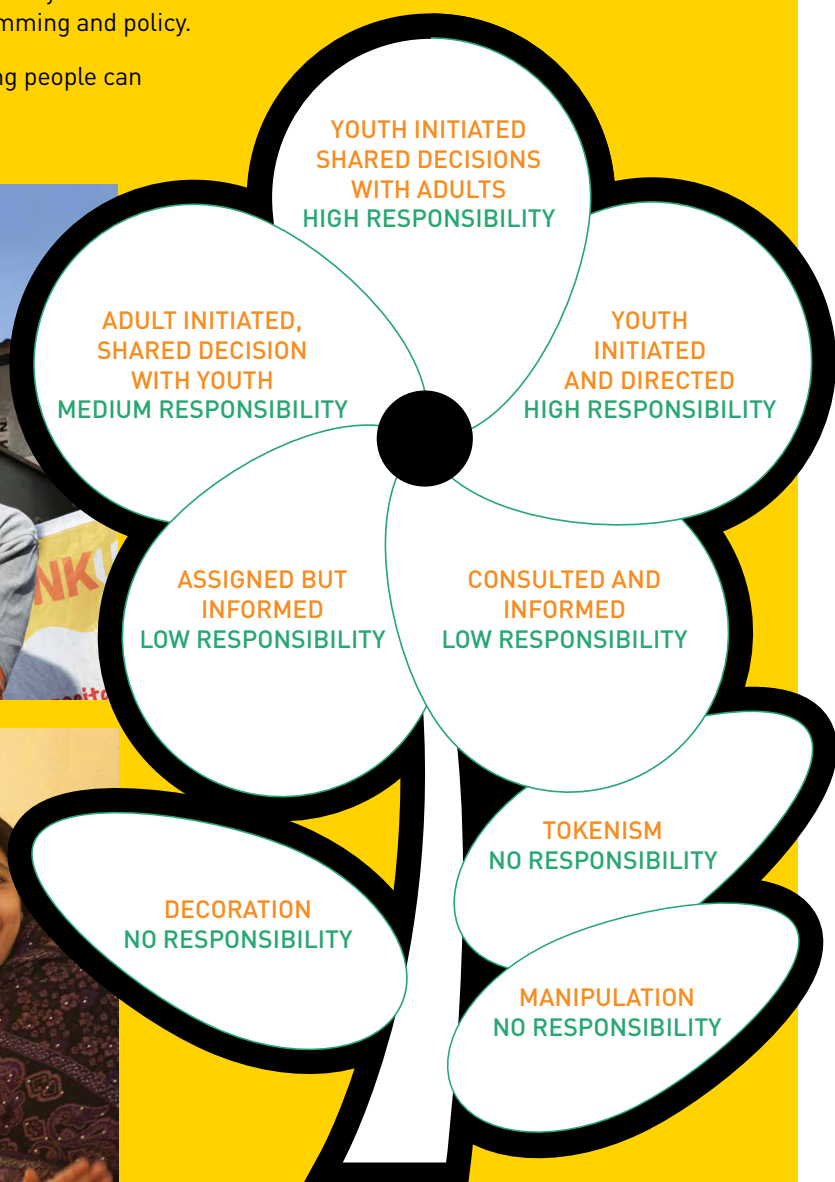 mming and policy.
ng people can
YOUTH INITIATED
SHARED DECISIONS
WITH ADULTS
HIGH RESPONSIBILITY
ADULT INITIATED,
SHARED DECISION
WITH YOUTH
MEDIUM RESPONSIBILITY
YOUTH
INITIATED
AND DIRECTED
HIGH RESPONSIBILITY
ASSIGNED BUT
INFORMED
LOW RESPONSIBILITY
CONSULTED AND
INFORMED
LOW RESPONSIBILITY
TOKENISM
NO RESPONSIBILITY
DECORATION
NO RESPONSIBILITY
MANIPULATION
NO RESPONSIBILITY